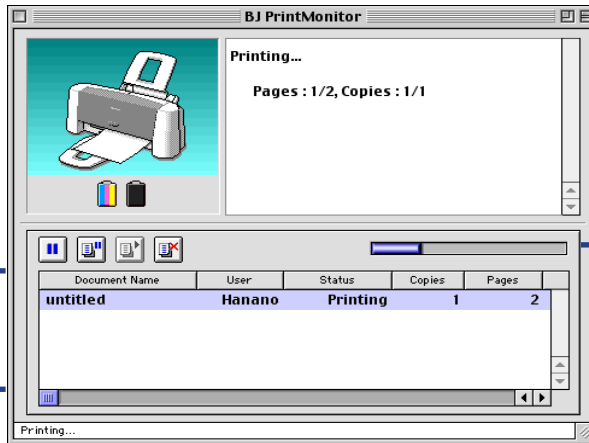 BJ PrintMonitor
Printing...
Pages : 1/2, Copies : 1/1
Document Name User Status Copies Pages
untitled Hanano Printing 1 2
Printing...